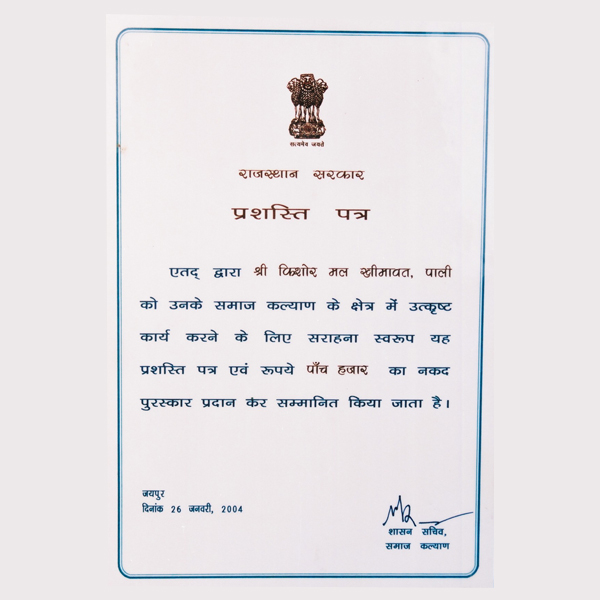 सत्यमेव जयते
राजस्थान सरकार
प्रशस्ति पत्र
एतद् द्वारा श्री किशोर मल खीमावत, पाली
को उनके समाज कल्याण के क्षेत्र में उत्कृष्ट
कार्य करने के लिए सराहना स्वरूप यह
प्रशस्ति पत्र एवं रूपये पाँच हजार का नकद
पुरस्कार प्रदान कर सम्मानित किया जाता है।
जयपुर
दिनांक 26 जनवरी, 2004
शासन सचिव,
समाज कल्याण